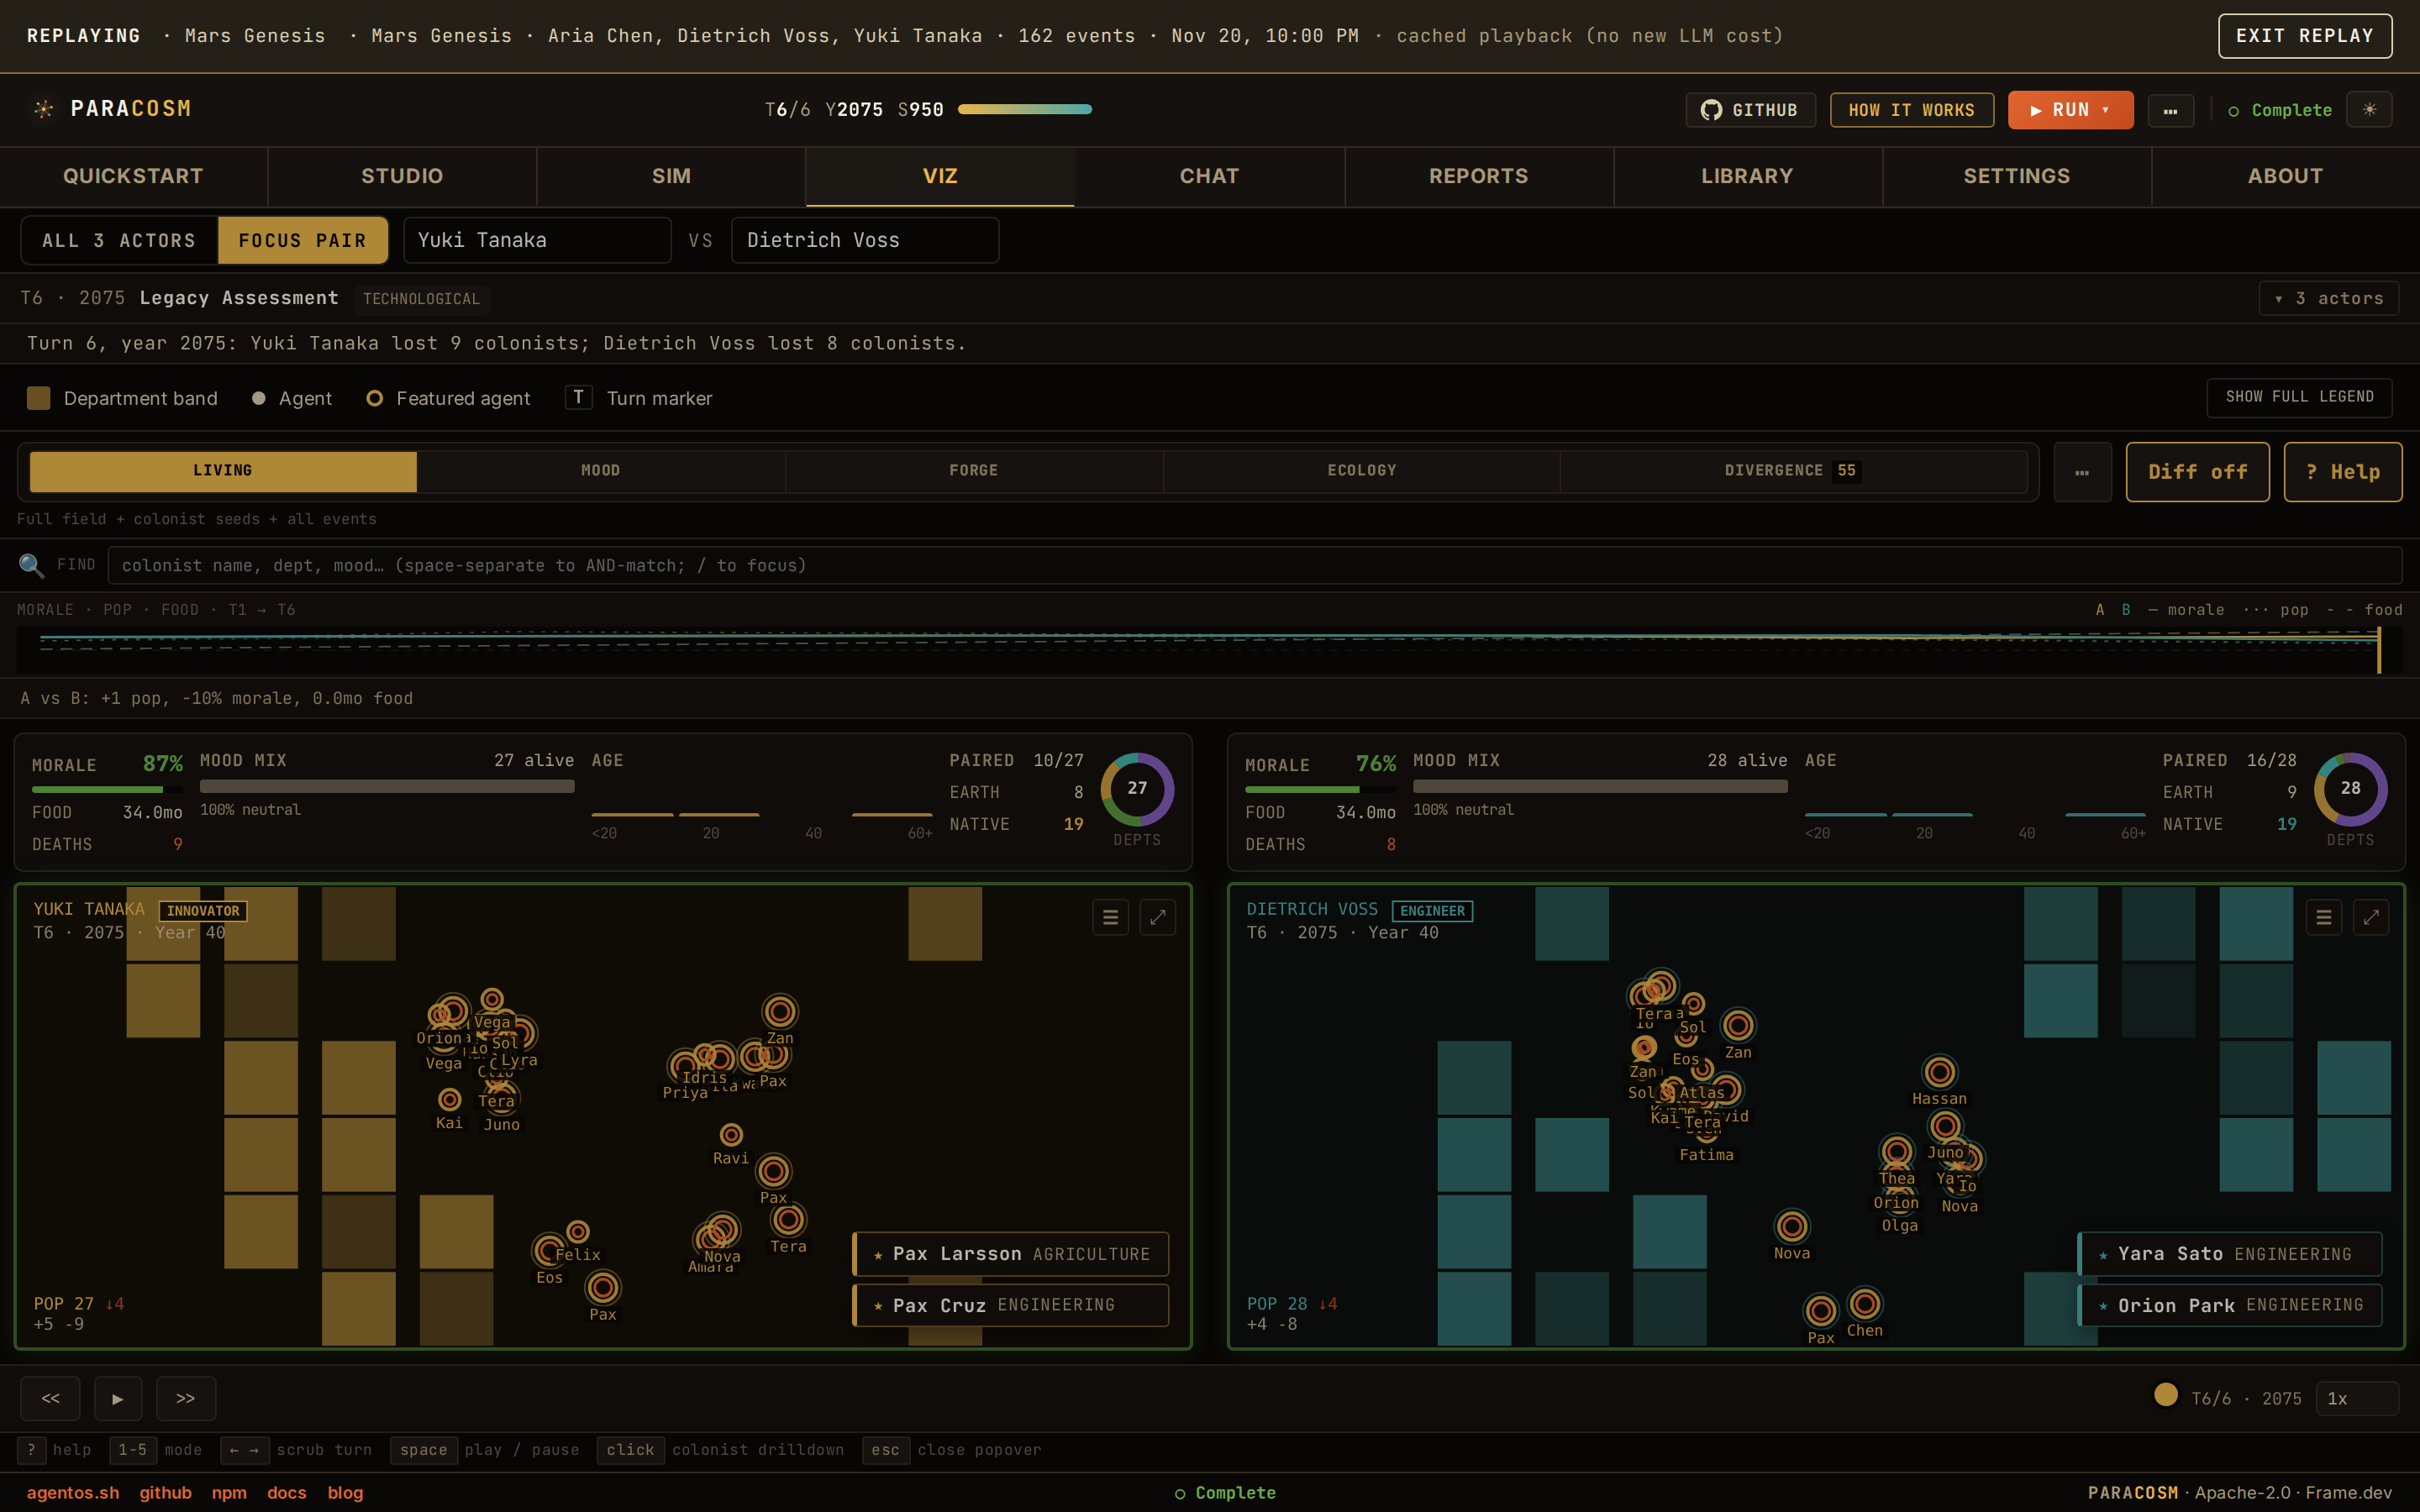 REPLAYING · Mars Genesis · Mars Genesis · Aria Chen, Dietrich Voss, Yuki Tanaka · 162 events · Nov 20, 10:00 PM · cached playback (no new LLM cost) EXIT REPLAY
PARACOSM T6/6 Y2075 S950 GITHUB HOW IT WORKS ▶ RUN ▾ … ○ Complete
QUICKSTART STUDIO SIM VIZ CHAT REPORTS LIBRARY SETTINGS ABOUT
ALL 3 ACTORS FOCUS PAIR Yuki Tanaka VS Dietrich Voss
T6 · 2075 Legacy Assessment TECHNOLOGICAL ▾ 3 actors
Turn 6, year 2075: Yuki Tanaka lost 9 colonists; Dietrich Voss lost 8 colonists.
Department band Agent Featured agent T Turn marker SHOW FULL LEGEND
LIVING MOOD FORGE ECOLOGY DIVERGENCE 55 … Diff off ? Help
Full field + colonist seeds + all events
FIND colonist name, dept, mood… (space-separate to AND-match; / to focus)
MORALE · POP · FOOD · T1 → T6 A B — morale ··· pop - - food
A vs B: +1 pop, -10% morale, 0.0mo food
MORALE 87% MOOD MIX 27 alive AGE PAIRED 10/27 27
100% neutral EARTH 8
FOOD 34.0mo <20 20 40 60+ NATIVE 19 DEPTS
DEATHS 9
MORALE 76% MOOD MIX 28 alive AGE PAIRED 16/28 28
100% neutral EARTH 9
FOOD 34.0mo <20 20 40 60+ NATIVE 19 DEPTS
DEATHS 8
YUKI TANAKA INNOVATOR
T6 · 2075 · Year 40
Vega
Orion Sol
Vega Lyra
Zan
Idris
Priya Pax
Kai Tera
Juno
Ravi
Pax
Tera
Felix Nova
Eos Amara
Pax
★ Pax Larsson AGRICULTURE
★ Pax Cruz ENGINEERING
POP 27 ↓4
+5 -9
DIETRICH VOSS ENGINEER
T6 · 2075 · Year 40
Tera
Io Sol
Eos Zan
Zan
Sol Atlas
Kai Tera
Fatima
Hassan
Juno
Thea Io
Orion Nova
Olga
Nova
Pax Chen
★ Yara Sato ENGINEERING
★ Orion Park ENGINEERING
POP 28 ↓4
+4 -8
<< ▶ >> T6/6 · 2075 1x
? help 1-5 mode ← → scrub turn space play / pause click colonist drilldown esc close popover
agentos.sh github npm docs blog ○ Complete PARACOSM · Apache-2.0 · Frame.dev